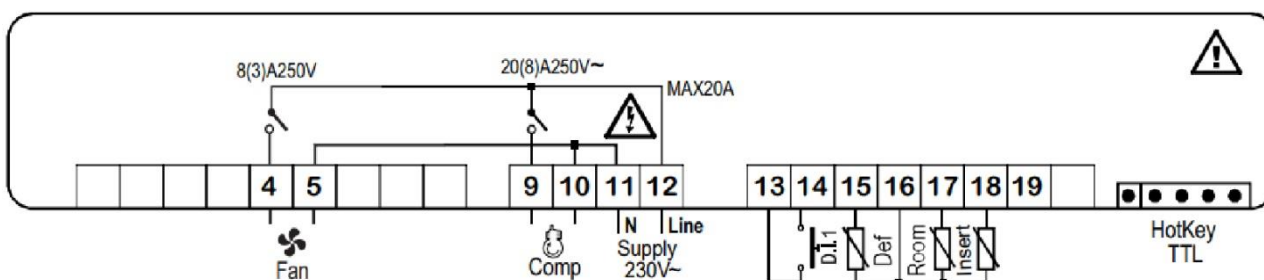 8(3)A250V
20(8)A250V~
MAX20A
4 5 9 10 11 12 13 14 15 16 17 18 19
N Line
Fan
Comp
Supply
230V~
D.I.1
Def
Room
Insert
HotKey
TTL